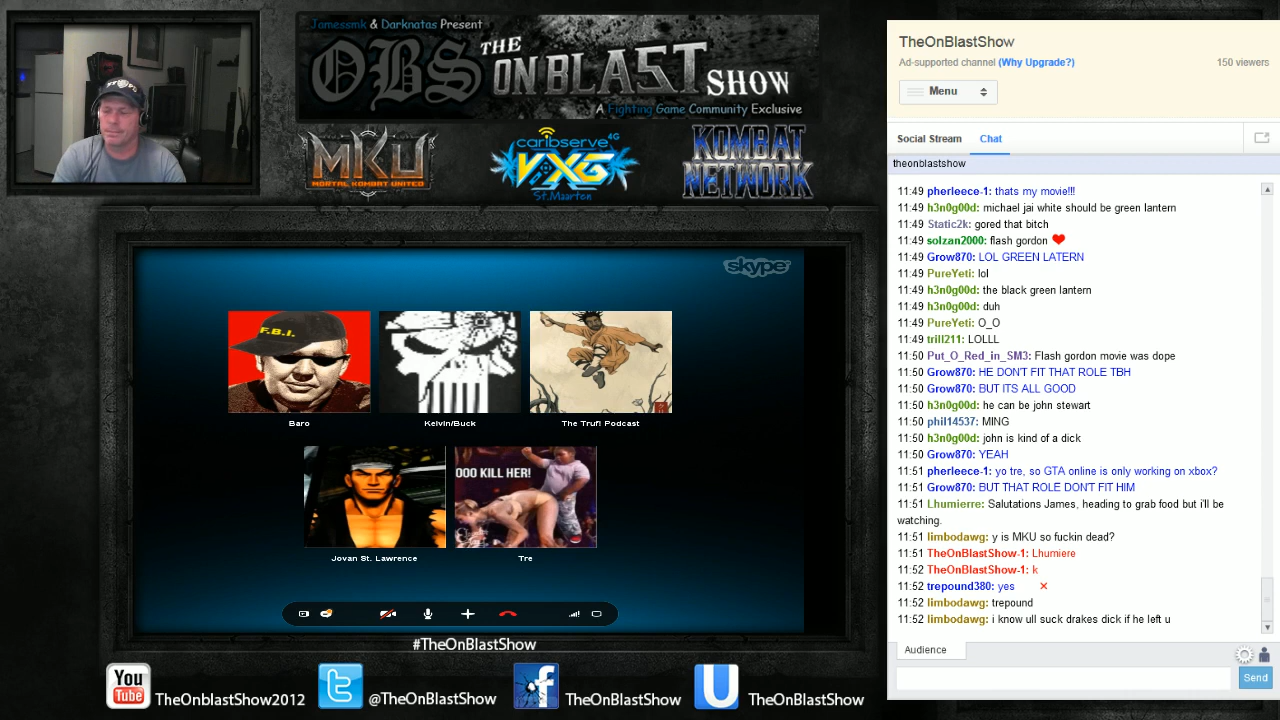 Jamessmk & Darknatas Present
OBS THE ON BLAST SHOW
A Fighting Game Community Exclusive
MKU
MORTAL KOMBAT UNITED
caribserve 4G
VXG
St.Maarten
KOMBAT
NETWORK
skype
F.B.I.
Baro
Kelvin/Buck
The Trufl Podcast
OOO KILL HER!
Jovan St. Lawrence
Tre
#TheOnBlastShow
You
Tube
TheOnblastShow2012
@TheOnBlastShow
TheOnBlastShow
TheOnBlastShow
TheOnBlastShow
Ad-supported channel (Why Upgrade?)
150 viewers
Menu
Social Stream
Chat
theonblastshow
11:49 pherleece-1: thats my movie!!!
11:49 h3n0g00d: michael jai white should be green lantern
11:49 Static2k: gored that bitch
11:49 solzan2000: flash gordon
11:49 Grow870: LOL GREEN LATERN
11:49 PureYeti: lol
11:49 h3n0g00d: the black green lantern
11:49 h3n0g00d: duh
11:49 PureYeti: O_O
11:49 trill211: LOLLL
11:50 Put_O_Red_in_SM3: Flash gordon movie was dope
11:50 Grow870: HE DON'T FIT THAT ROLE TBH
11:50 Grow870: BUT ITS ALL GOOD
11:50 h3n0g00d: he can be john stewart
11:50 phil14537: MING
11:50 h3n0g00d: john is kind of a dick
11:50 Grow870: YEAH
11:51 pherleece-1: yo tre, so GTA online is only working on xbox?
11:51 Grow870: BUT THAT ROLE DON'T FIT HIM
11:51 Lhumierre: Salutations James, heading to grab food but i'll be
watching.
11:51 limbodawg: y is MKU so fuckin dead?
11:51 TheOnBlastShow-1: Lhumiere
11:52 TheOnBlastShow-1: k
11:52 trepound380: yes
11:52 limbodawg: trepound
11:52 limbodawg: i know ull suck drakes dick if he left u
Audience
Send